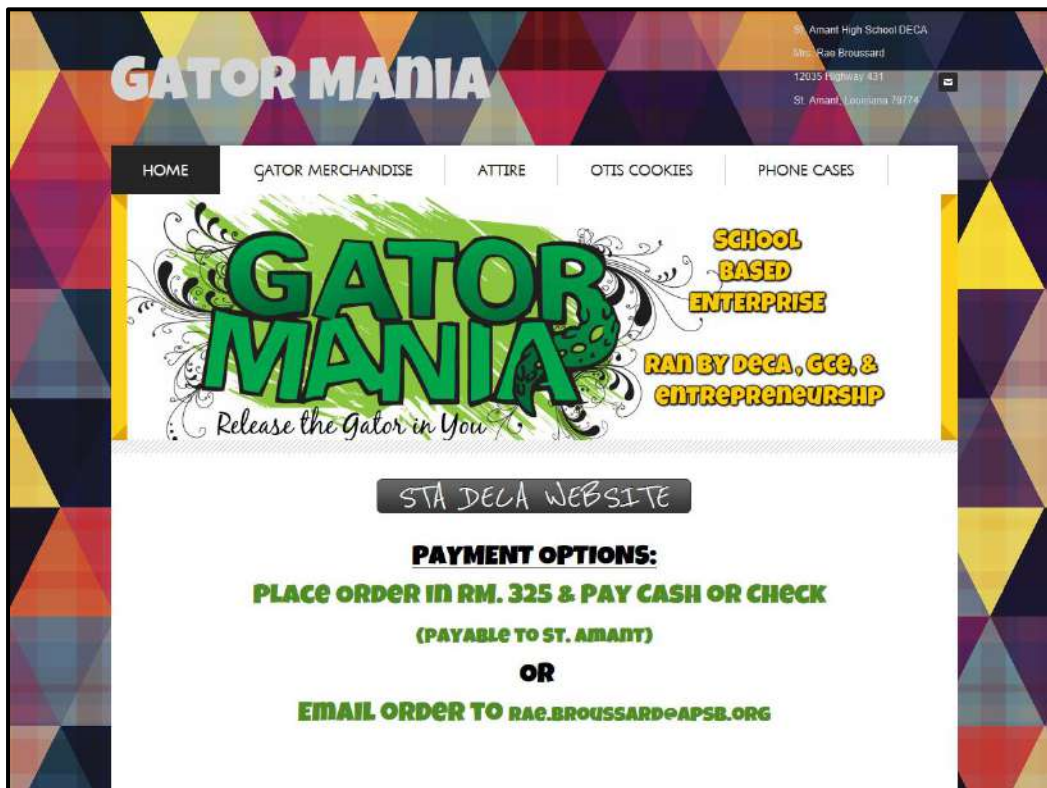 GATOR MANIA
St. Amant High School DECA
Mrs. Rae Broussard
12035 Highway 431
St. Amant, Louisiana 79774
HOME
GATOR MERCHANDISE
ATTIRE
OTIS COOKIES
PHONE CASES
GATOR
MANIA
Release the Gator in You
SCHOOL
BASED
ENTERPRISE
RAN BY DECA, GCE, &
ENTREPRENEURSHP
STA DECA WEBSITE
PAYMENT OPTIONS:
PLACE ORDER IN RM. 325 & PAY CASH OR CHECK
(PAYABLE TO ST. AMANT)
OR
EMAIL ORDER TO RAE.BROUSSARD@APSB.ORG